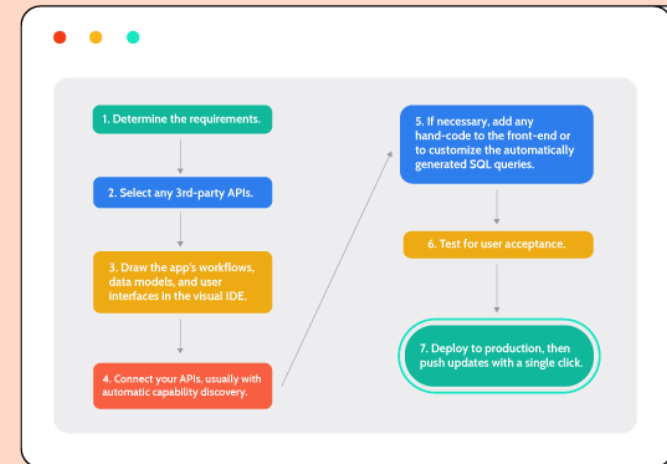 1. Determine the requirements.
2. Select any 3rd-party APIs.
3. Draw the app's workflows,
data models, and user
interfaces in the visual IDE.
4. Connect your APIs, usually with
automatic capability discovery.
5. If necessary, add any
hand-code to the front-end or
to customize the automatically
generated SQL queries.
6. Test for user acceptance.
7. Deploy to production, then
push updates with a single click.